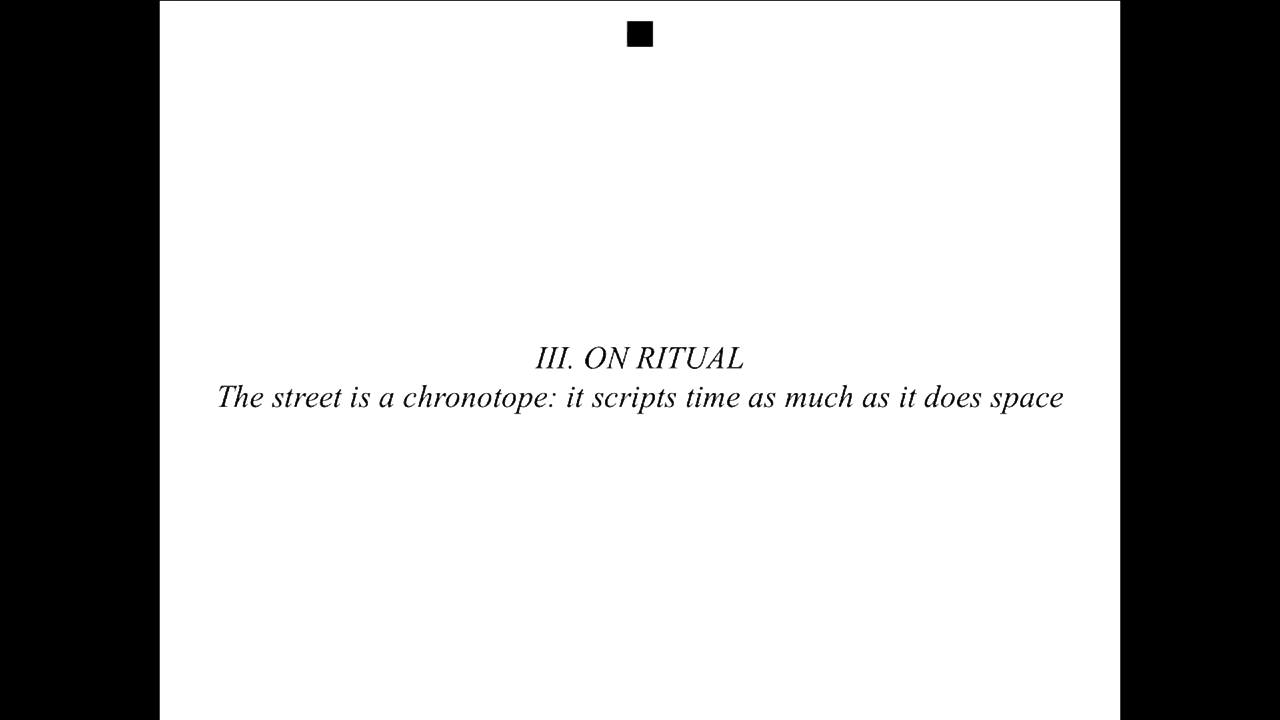 III. ON RITUAL
The street is a chronotope: it scripts time as much as it does space